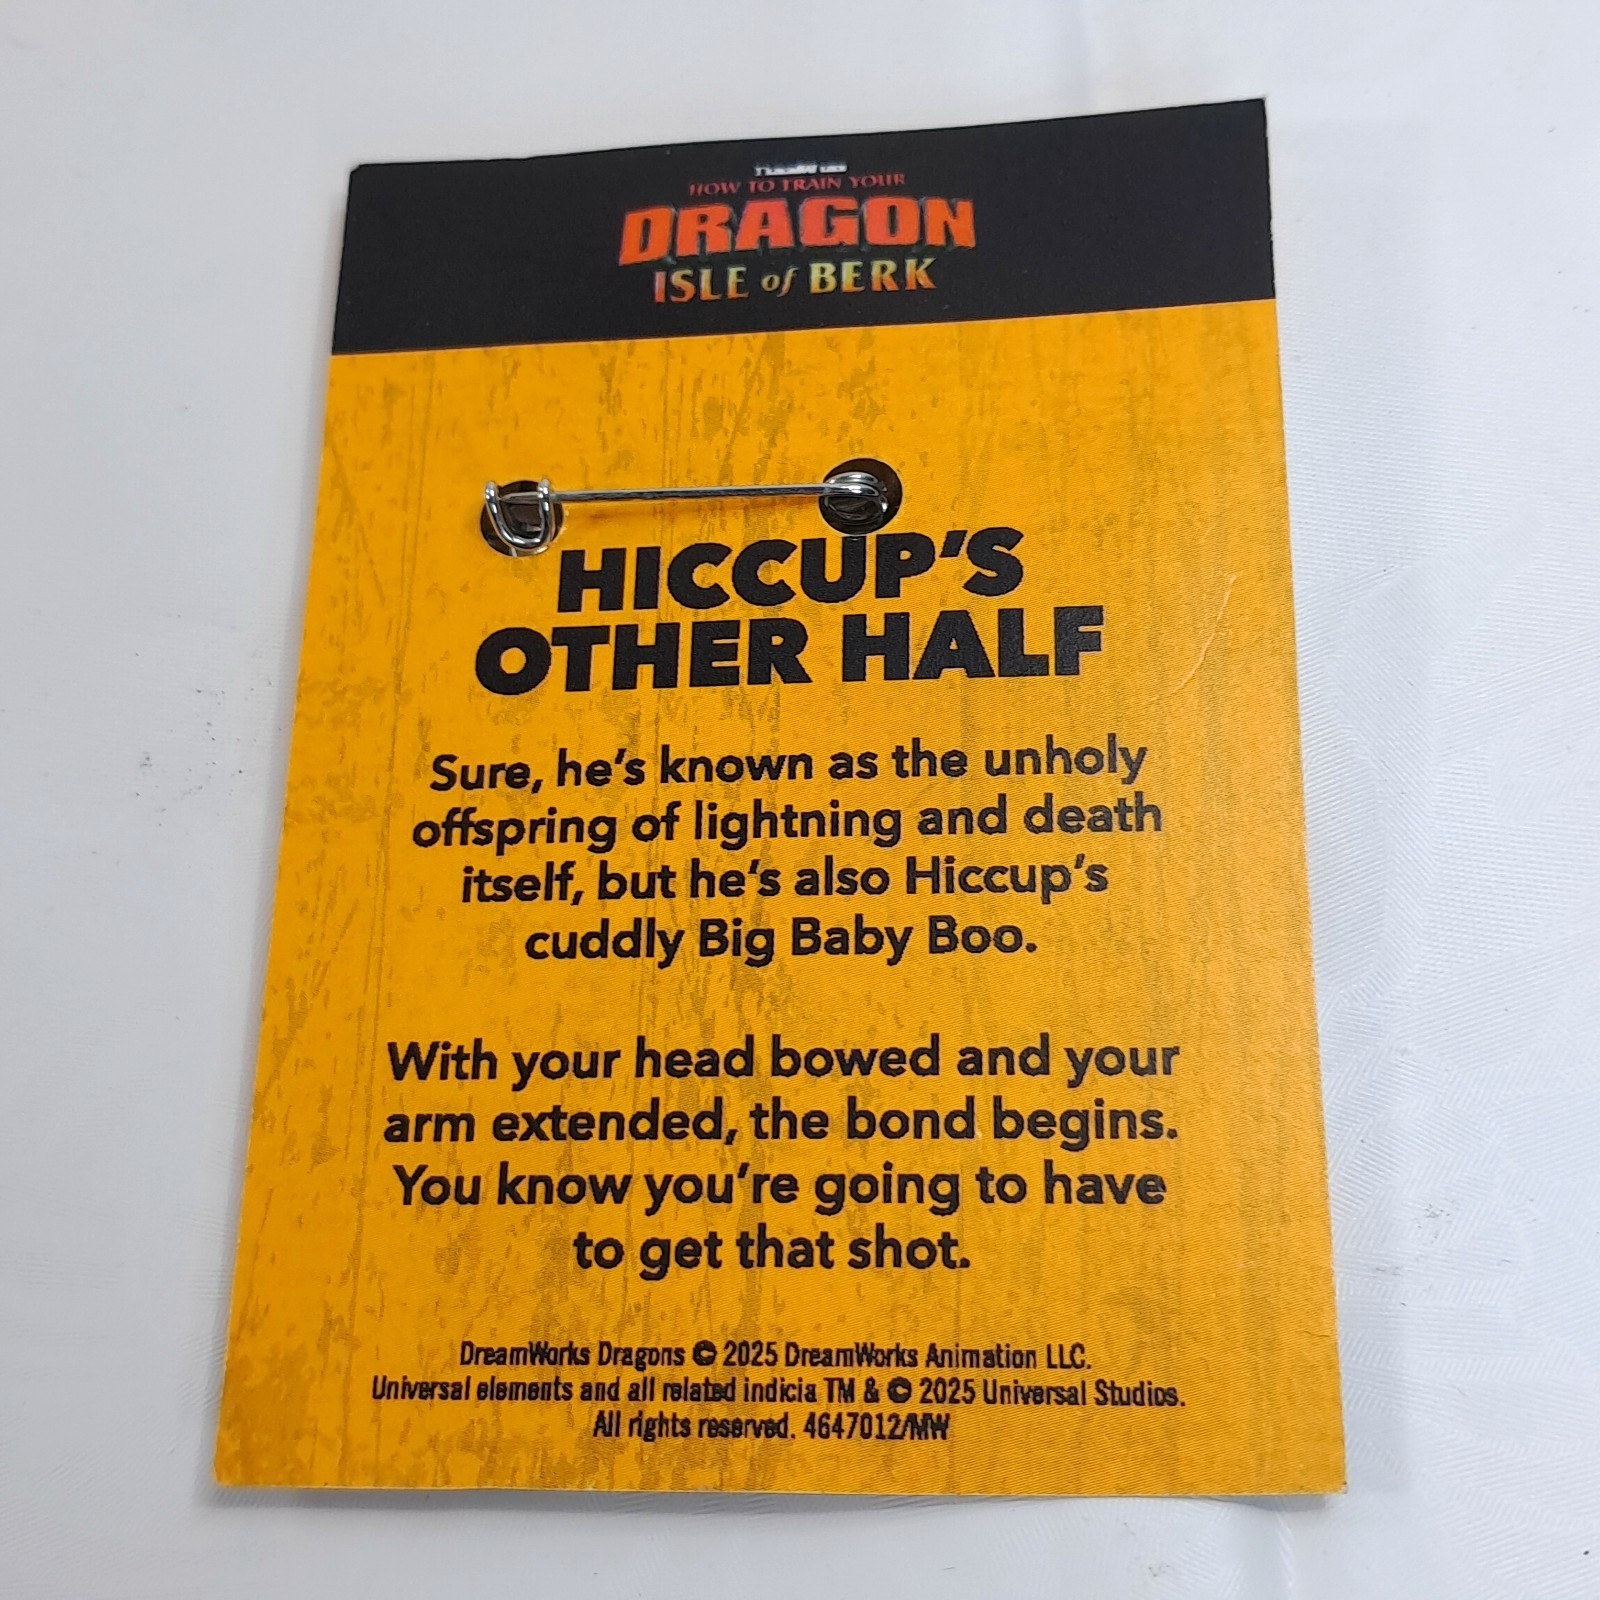 HOW TO TRAIN YOUR
DRAGON
ISLE of BERK
HICCUP'S
OTHER HALF
Sure, he's known as the unholy
offspring of lightning and death
itself, but he's also Hiccup's
cuddly Big Baby Boo.
With your head bowed and your
arm extended, the bond begins.
You know you're going to have
to get that shot.
DreamWorks Dragons © 2025 DreamWorks Animation LLC.
Universal elements and all related indicia TM & © 2025 Universal Studios.
All rights reserved. 4647012/MW